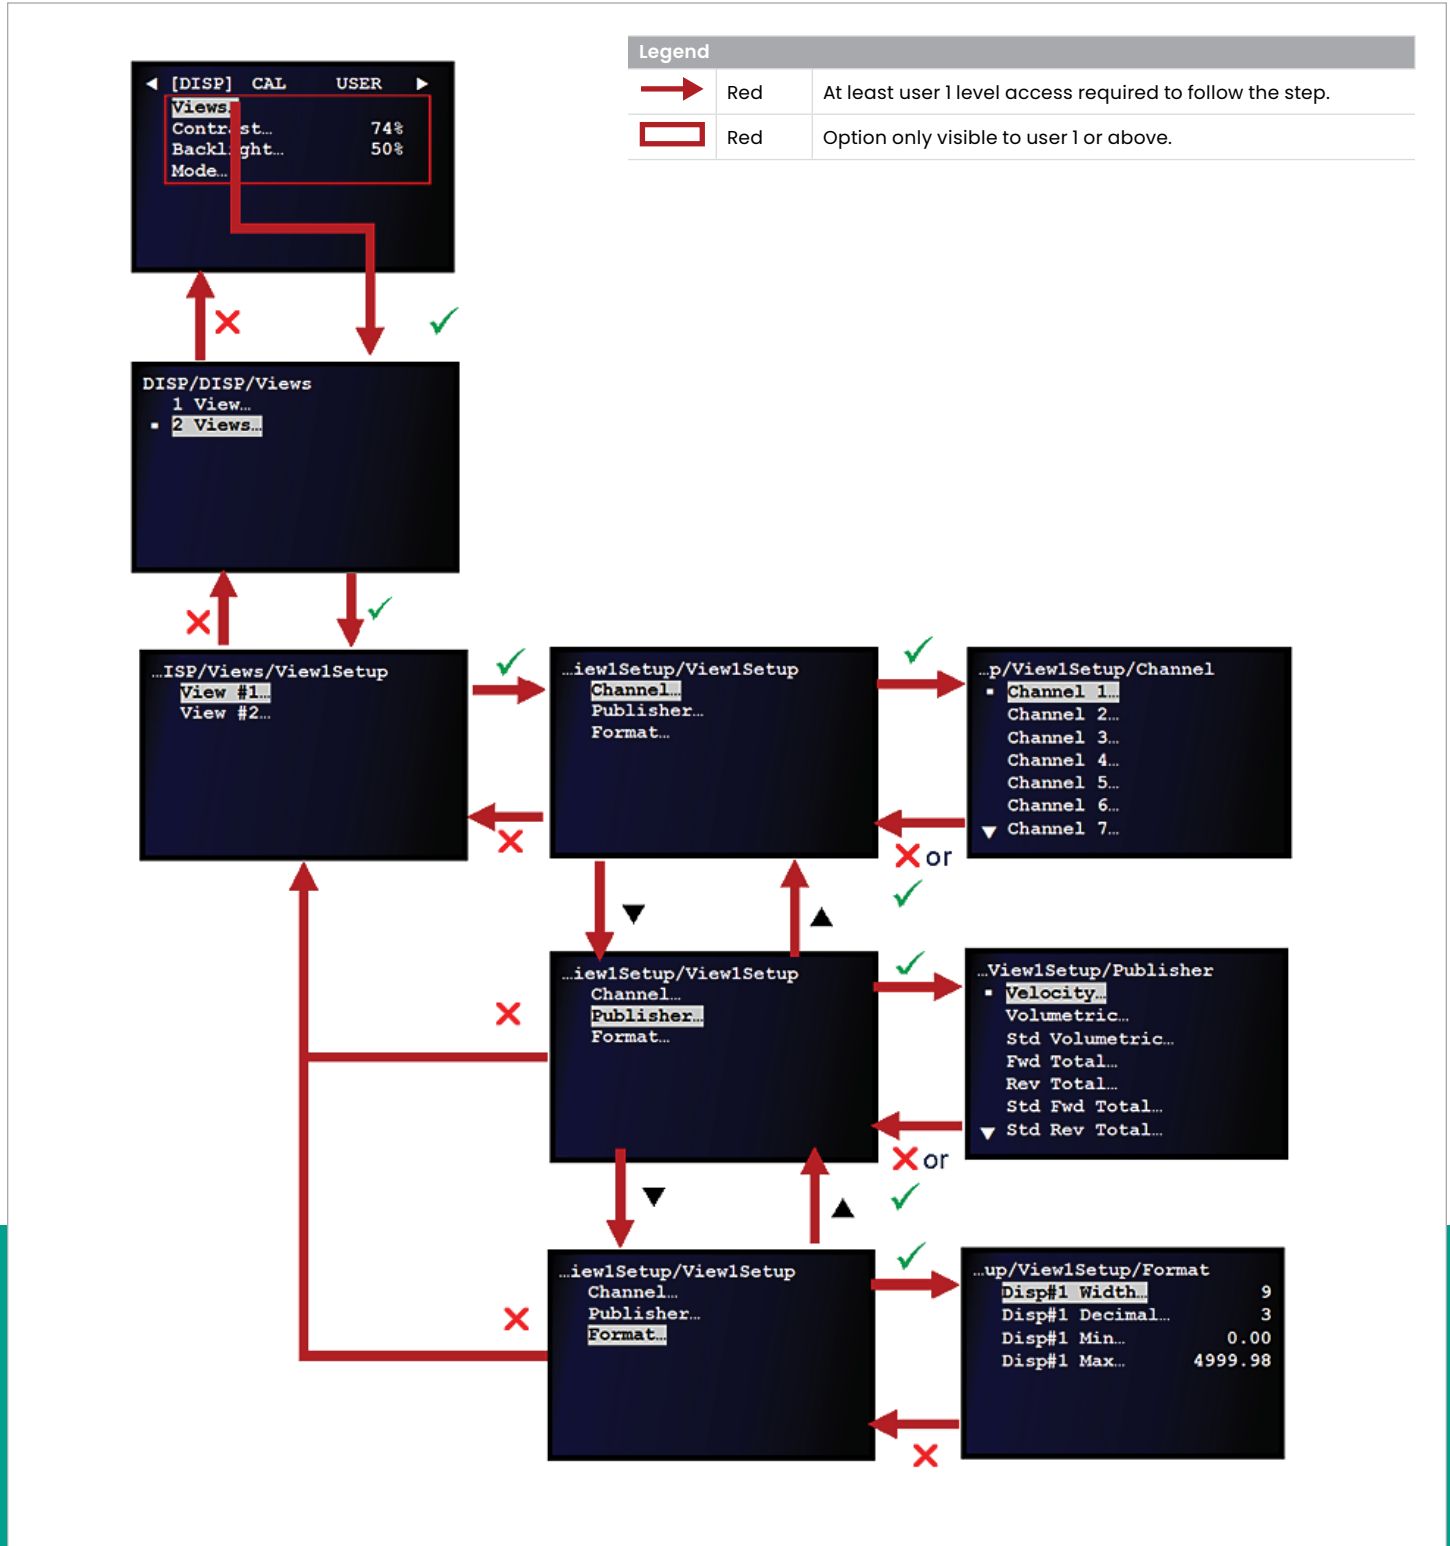 Legend
Red At least user 1 level access required to follow the step.
Red Option only visible to user 1 or above.
◀ [DISP] CAL USER ▶
Views…
Contrast… 74%
Backlight… 50%
Mode…
DISP/DISP/Views
1 View…
▪ 2 Views…
…ISP/Views/View1Setup
View #1…
View #2…
…iew1Setup/View1Setup
Channel…
Publisher…
Format…
…p/View1Setup/Channel
▪ Channel 1…
Channel 2…
Channel 3…
Channel 4…
Channel 5…
Channel 6…
▼ Channel 7…
or
▼
▲
…iew1Setup/View1Setup
Channel…
Publisher…
Format…
…View1Setup/Publisher
▪ Velocity…
Volumetric…
Std Volumetric…
Fwd Total…
Rev Total…
Std Fwd Total…
▼ Std Rev Total…
or
▼
▲
…iew1Setup/View1Setup
Channel…
Publisher…
Format…
…up/View1Setup/Format
Disp#1 Width… 9
Disp#1 Decimal… 3
Disp#1 Min… 0.00
Disp#1 Max… 4999.98